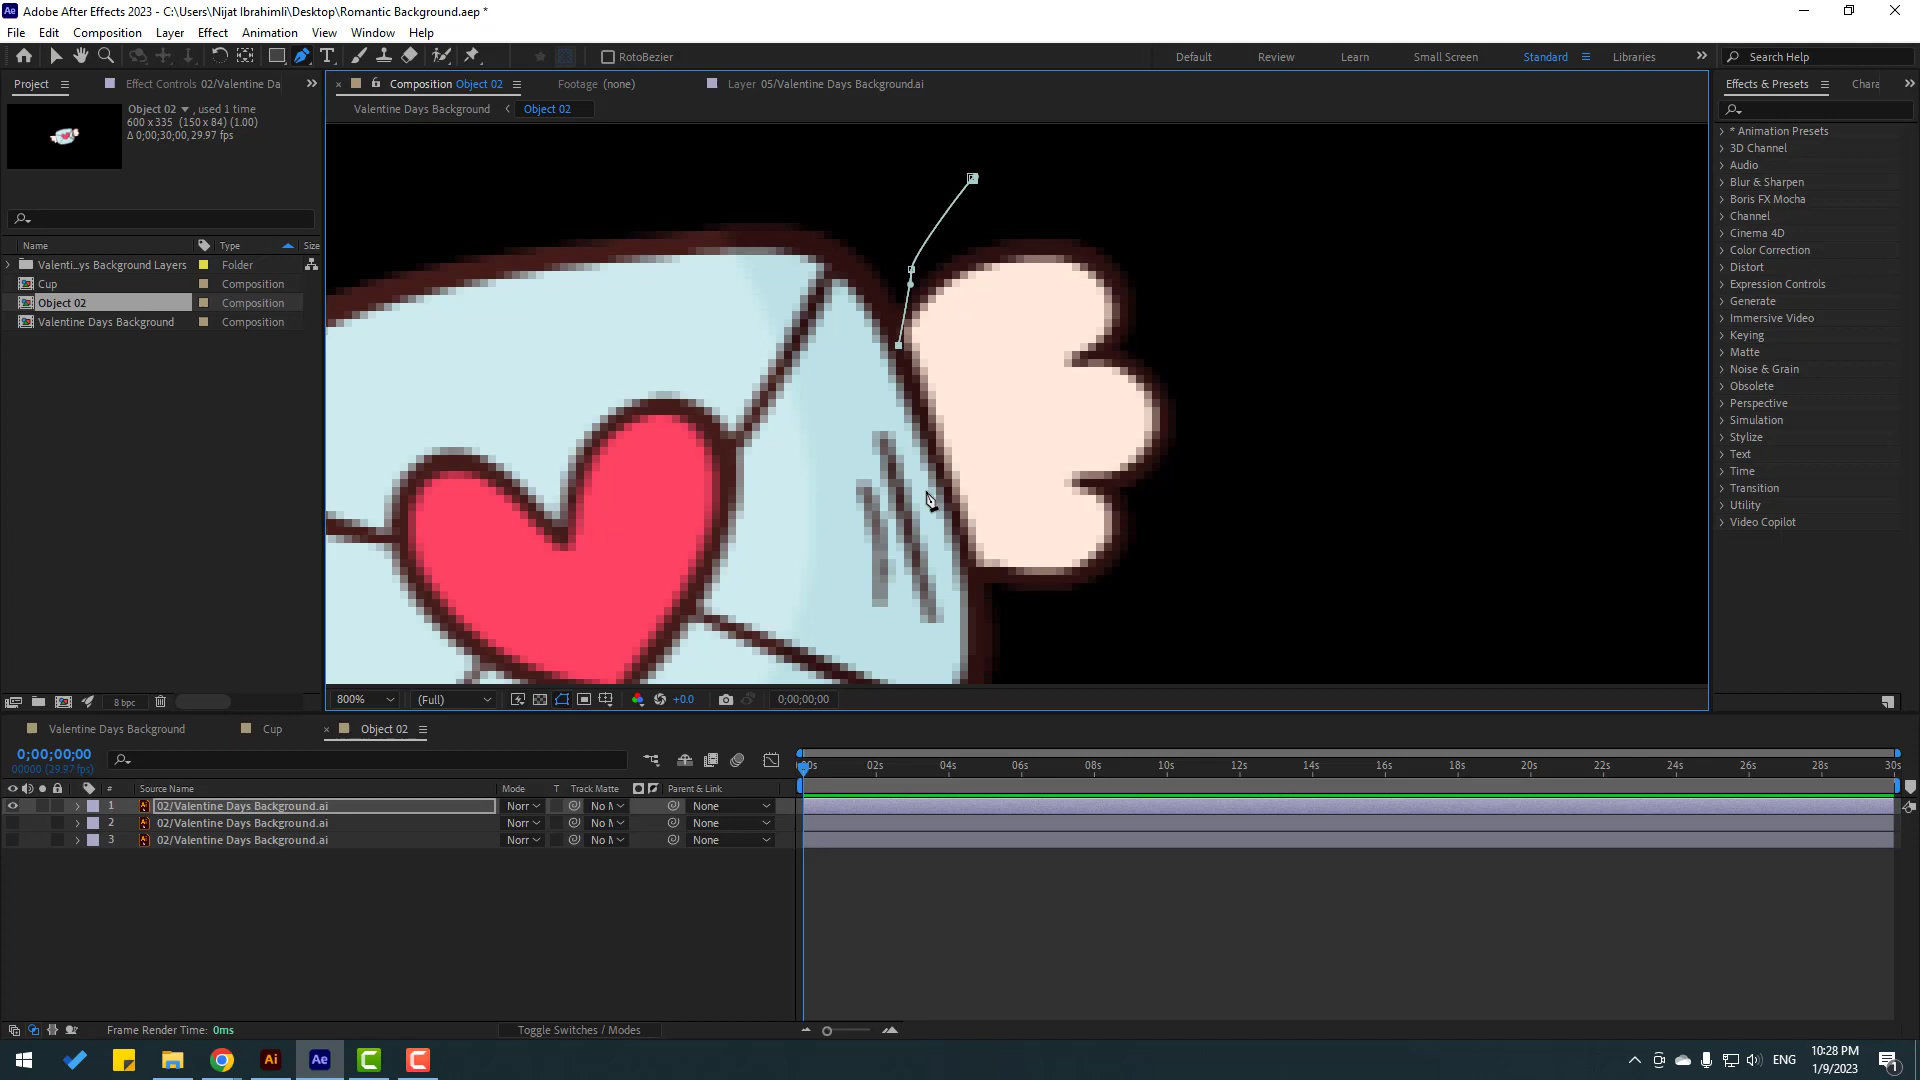 Adobe After Effects 2023 - C:\Users\Nijat Ibrahimli\Desktop\Romantic Background.aep *
File Edit Composition Layer Effect Animation View Window Help
RotoBezier
Default Review Learn Small Screen Standard Libraries Search Help
Project Effect Controls 02/Valentine Da
Composition Object 02 Footage (none) Layer 05/Valentine Days Background.ai
Effects & Presets Chara
Valentine Days Background Object 02
Object 02 , used 1 time
600 x 335 (150 x 84) (1.00)
Δ 0;00;30;00, 29.97 fps
Name Type Size
Valenti...ys Background Layers Folder
Cup Composition
Object 02 Composition
Valentine Days Background Composition
* Animation Presets
3D Channel
Audio
Blur & Sharpen
Boris FX Mocha
Channel
Cinema 4D
Color Correction
Distort
Expression Controls
Generate
Immersive Video
Keying
Matte
Noise & Grain
Obsolete
Perspective
Simulation
Stylize
Text
Time
Transition
Utility
Video Copilot
8 bpc
800% (Full) +0.0 0;00;00;00
Valentine Days Background Cup Object 02
0;00;00;00
00000 (29.97 fps)
00s 02s 04s 06s 08s 10s 12s 14s 16s 18s 20s 22s 24s 26s 28s 30s
# Source Name Mode T Track Matte Parent & Link
1 02/Valentine Days Background.ai Norr No M None
2 02/Valentine Days Background.ai Norr No M None
3 02/Valentine Days Background.ai Norr No M None
Frame Render Time: 0ms Toggle Switches / Modes
Ai Ae
ENG
10:28 PM
1/9/2023
1